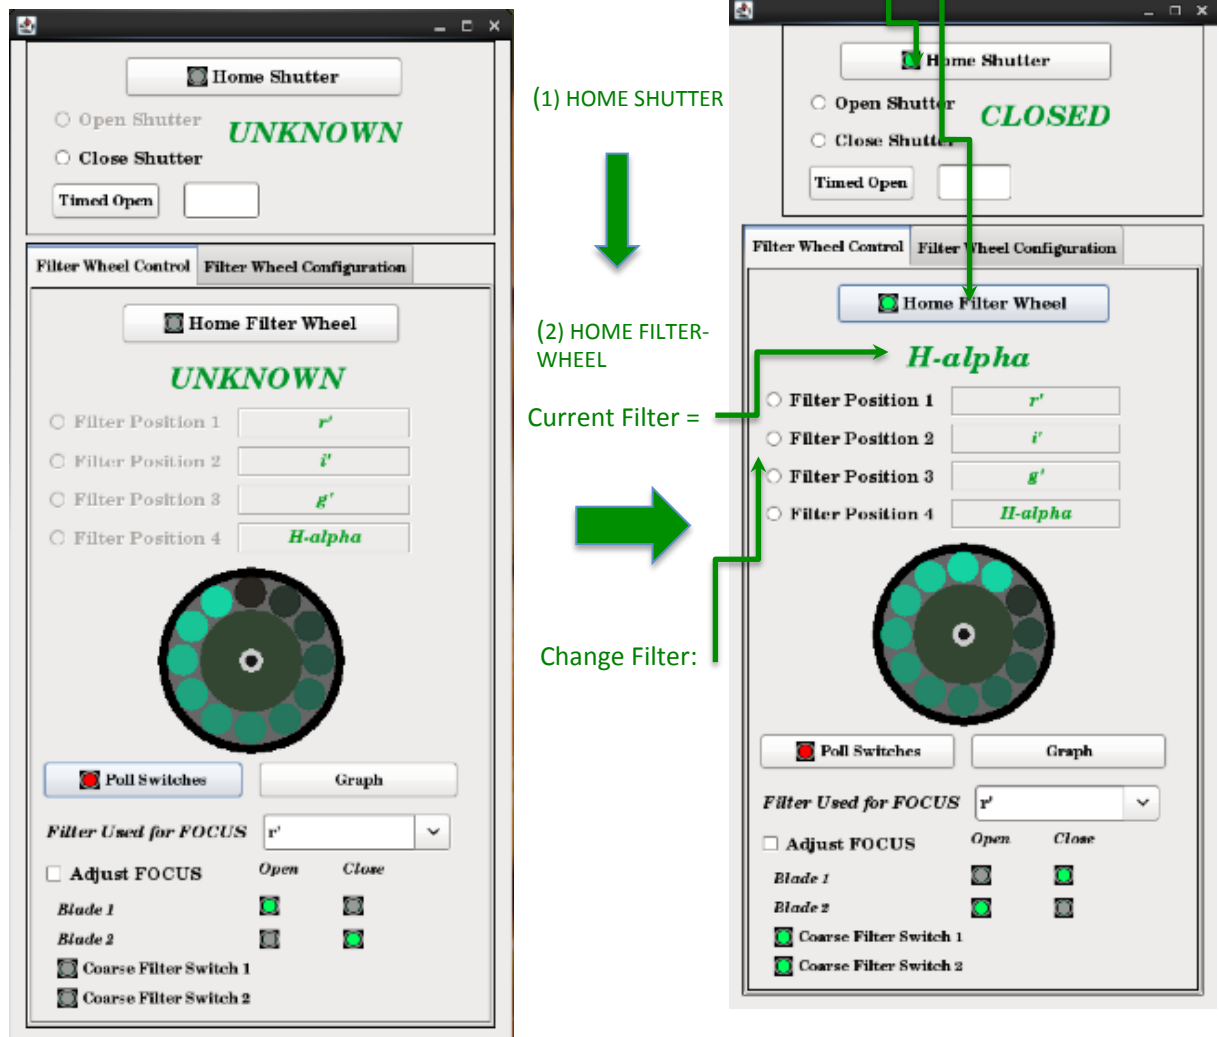 Home Shutter
Open Shutter
UNKNOWN
Close Shutter
Timed Open
Filter Wheel Control
Filter Wheel Configuration
Home Filter Wheel
UNKNOWN
Filter Position 1
r'
Filter Position 2
i'
Filter Position 3
g'
Filter Position 4
H-alpha
Poll Switches
Graph
Filter Used for FOCUS
r'
Adjust FOCUS
Open
Close
Blade 1
Blade 2
Coarse Filter Switch 1
Coarse Filter Switch 2
(1) HOME SHUTTER
(2) HOME FILTER-
WHEEL
Current Filter =
Change Filter:
Home Shutter
Open Shutter
CLOSED
Close Shutter
Timed Open
Filter Wheel Control
Filter Wheel Configuration
Home Filter Wheel
H-alpha
Filter Position 1
r'
Filter Position 2
i'
Filter Position 3
g'
Filter Position 4
H-alpha
Poll Switches
Graph
Filter Used for FOCUS
r'
Adjust FOCUS
Open
Close
Blade 1
Blade 2
Coarse Filter Switch 1
Coarse Filter Switch 2